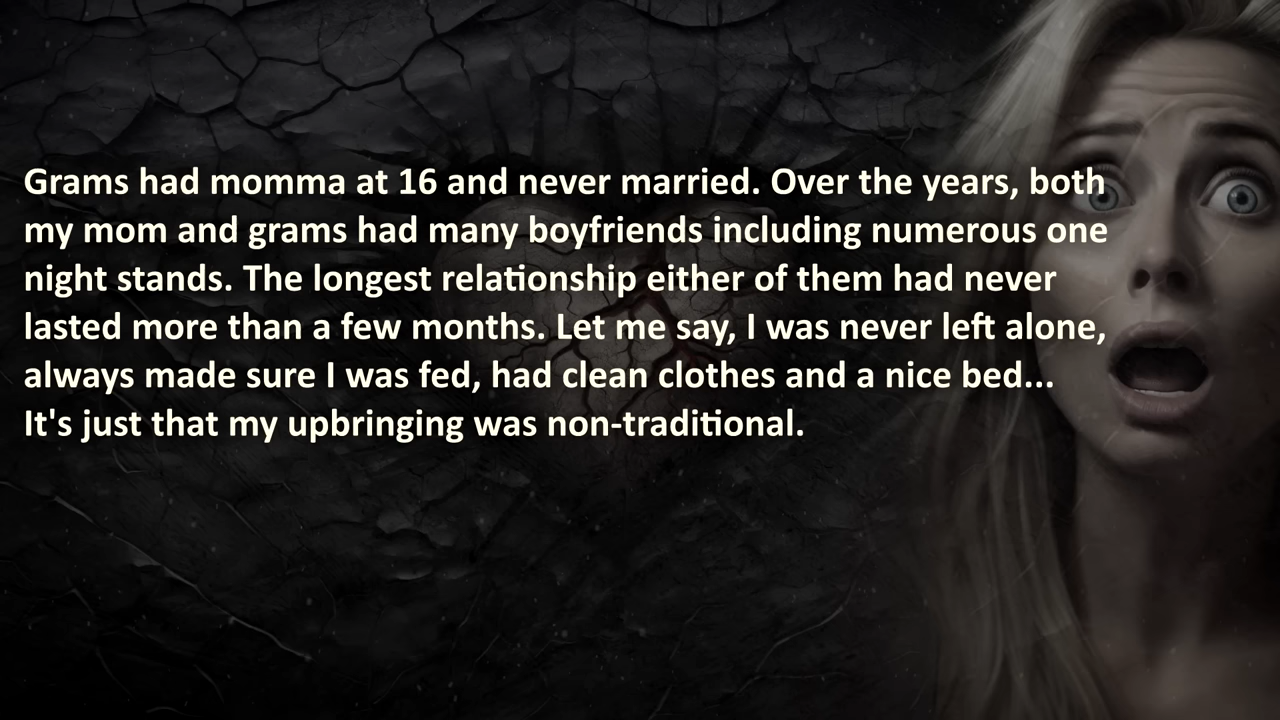 Grams had momma at 16 and never married. Over the years, both
my mom and grams had many boyfriends including numerous one
night stands. The longest relationship either of them had never
lasted more than a few months. Let me say, I was never left alone,
always made sure I was fed, had clean clothes and a nice bed...
It's just that my upbringing was non-traditional.